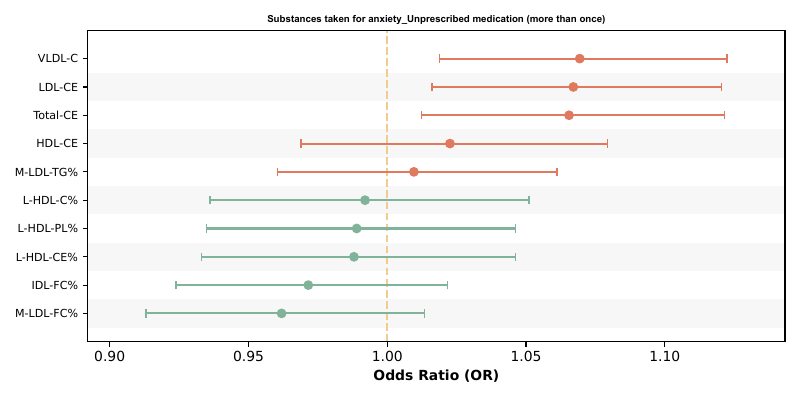 Substances taken for anxiety_Unprescribed medication (more than once)
VLDL-C
LDL-CE
Total-CE
HDL-CE
M-LDL-TG%
L-HDL-C%
L-HDL-PL%
L-HDL-CE%
IDL-FC%
M-LDL-FC%
0.90 0.95 1.00 1.05 1.10
Odds Ratio (OR)